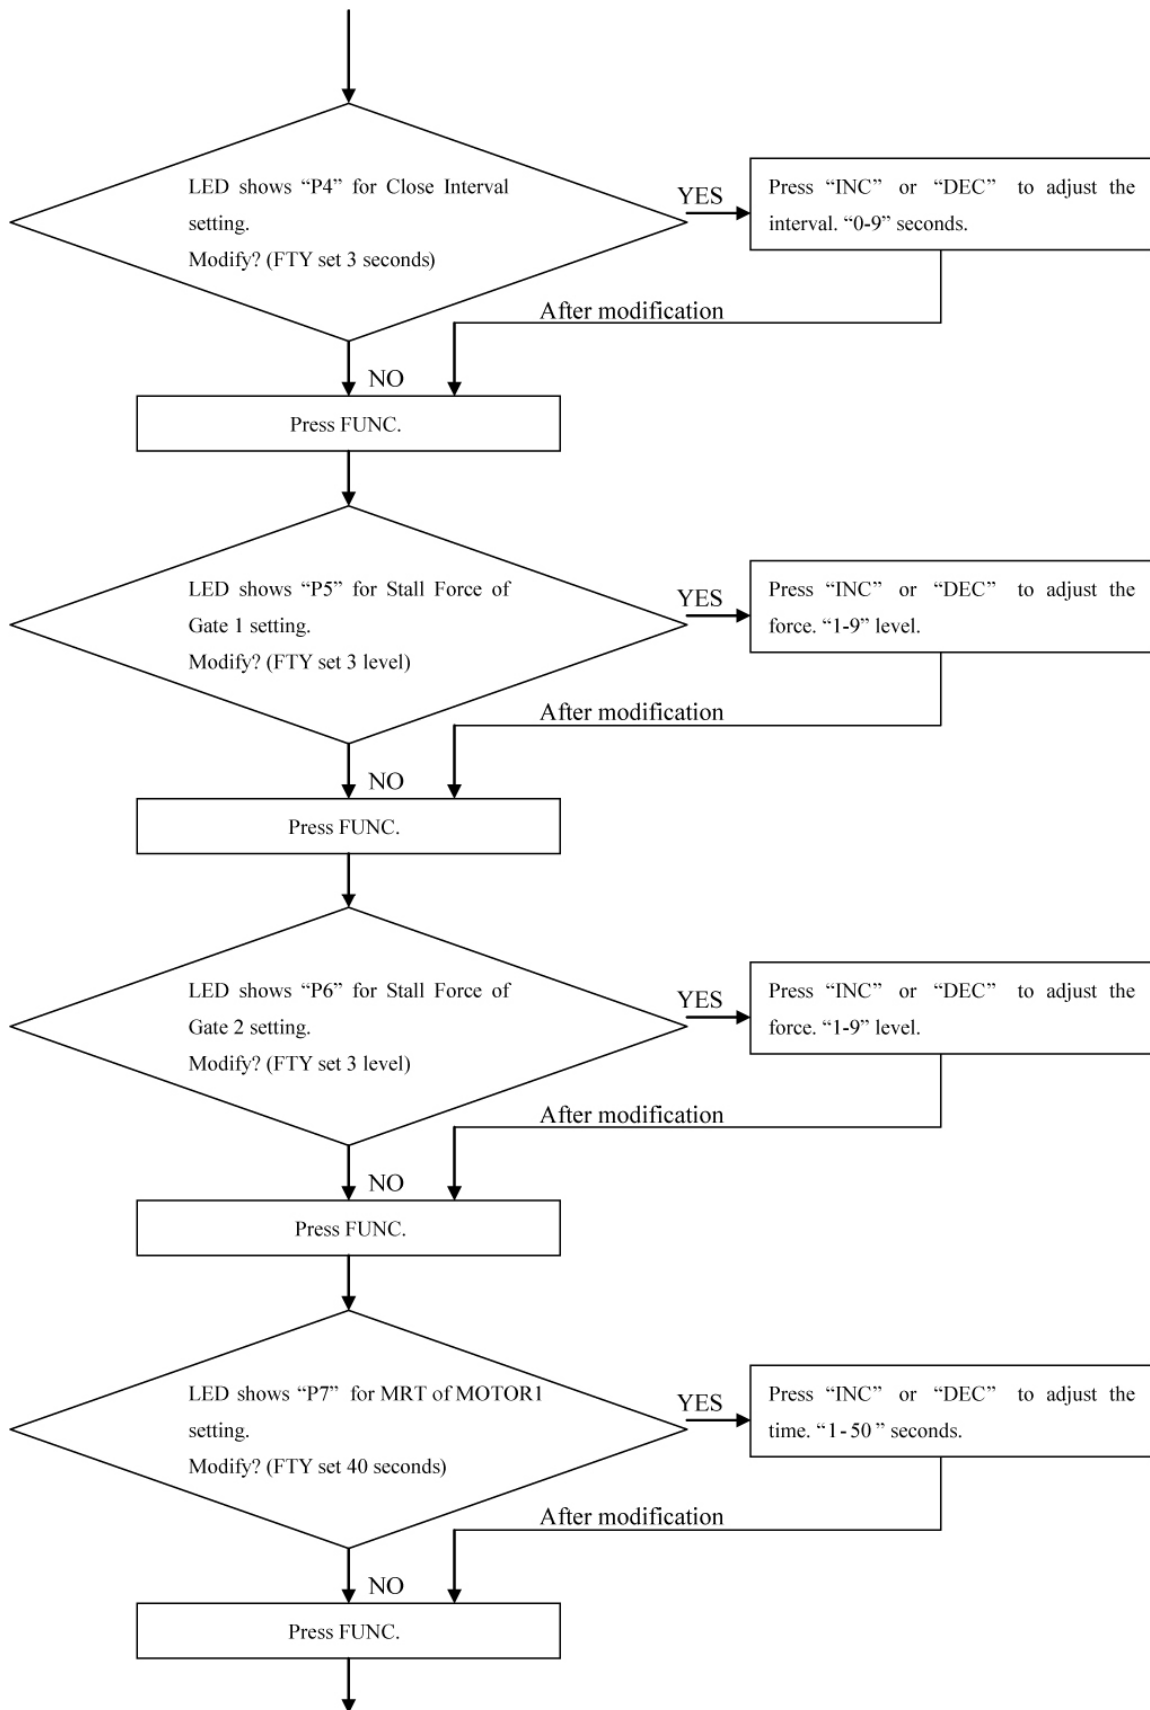 LED shows “P4” for Close Interval
setting.
Modify? (FTY set 3 seconds)
YES
Press “INC” or “DEC” to adjust the
interval. “0-9” seconds.
After modification
NO
Press FUNC.
LED shows “P5” for Stall Force of
Gate 1 setting.
Modify? (FTY set 3 level)
YES
Press “INC” or “DEC” to adjust the
force. “1-9” level.
After modification
NO
Press FUNC.
LED shows “P6” for Stall Force of
Gate 2 setting.
Modify? (FTY set 3 level)
YES
Press “INC” or “DEC” to adjust the
force. “1-9” level.
After modification
NO
Press FUNC.
LED shows “P7” for MRT of MOTOR1
setting.
Modify? (FTY set 40 seconds)
YES
Press “INC” or “DEC” to adjust the
time. “1-50” seconds.
After modification
NO
Press FUNC.